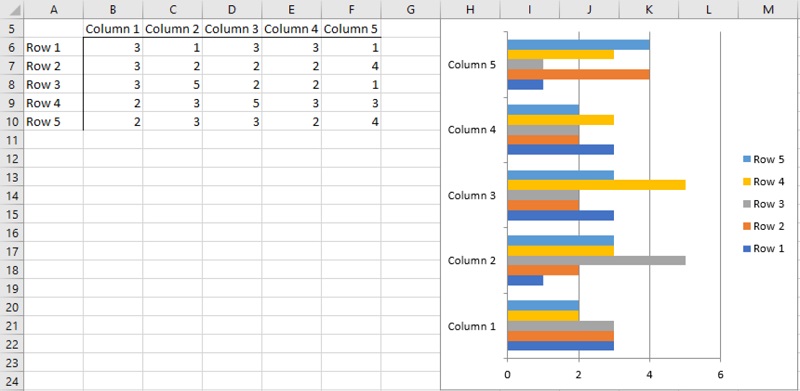 A B C D E F G H I J K L M
5 Column 1 Column 2 Column 3 Column 4 Column 5
6 Row 1 3 1 3 3 1
7 Row 2 3 2 2 2 4
8 Row 3 3 5 2 2 1
9 Row 4 2 3 5 3 3
10 Row 5 2 3 3 2 4
11
12
13
14
15
16
17
18
19
20
21
22
23
24
Column 5
Column 4
Column 3
Column 2
Column 1
0 2 4 6
Row 5
Row 4
Row 3
Row 2
Row 1